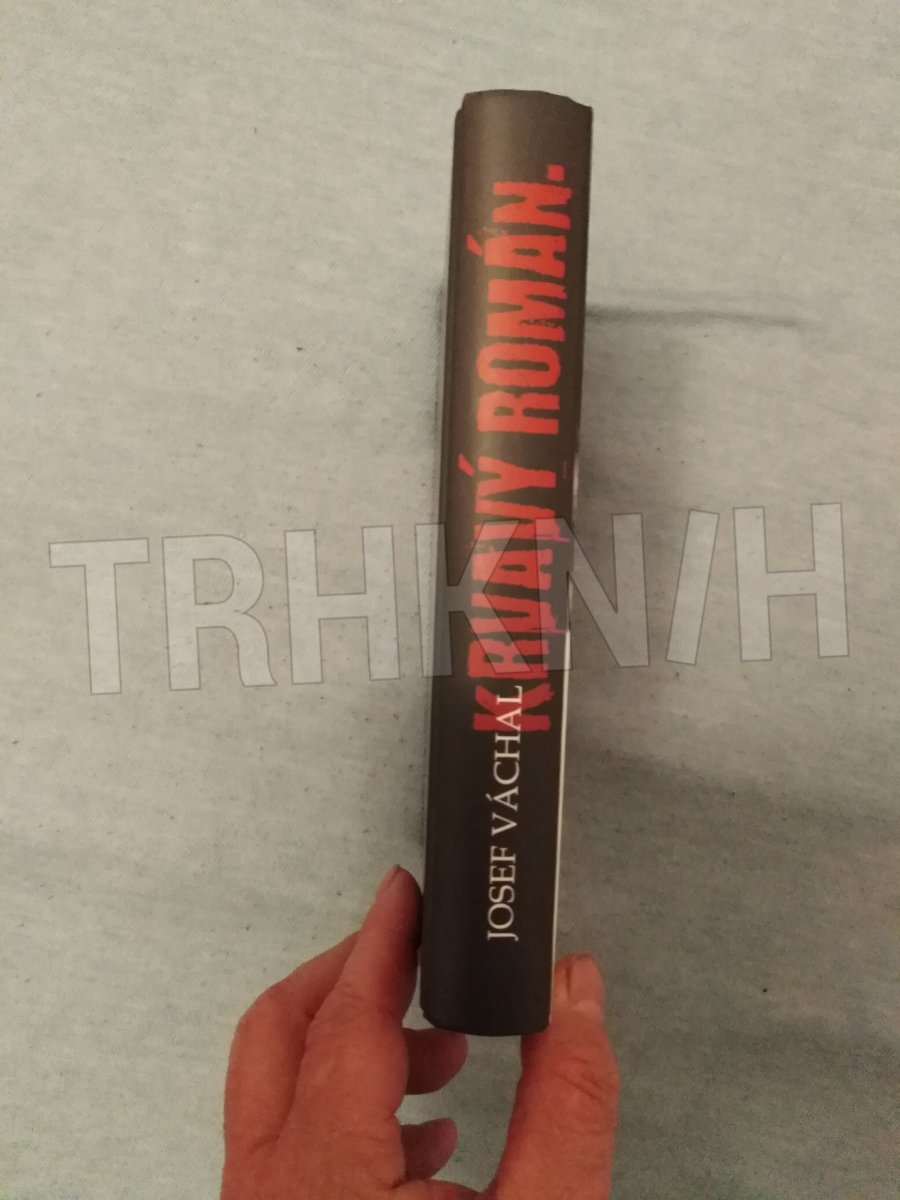 JOSEF VÁCHAL
KRVAVÝ ROMÁN.
TRHKNIH